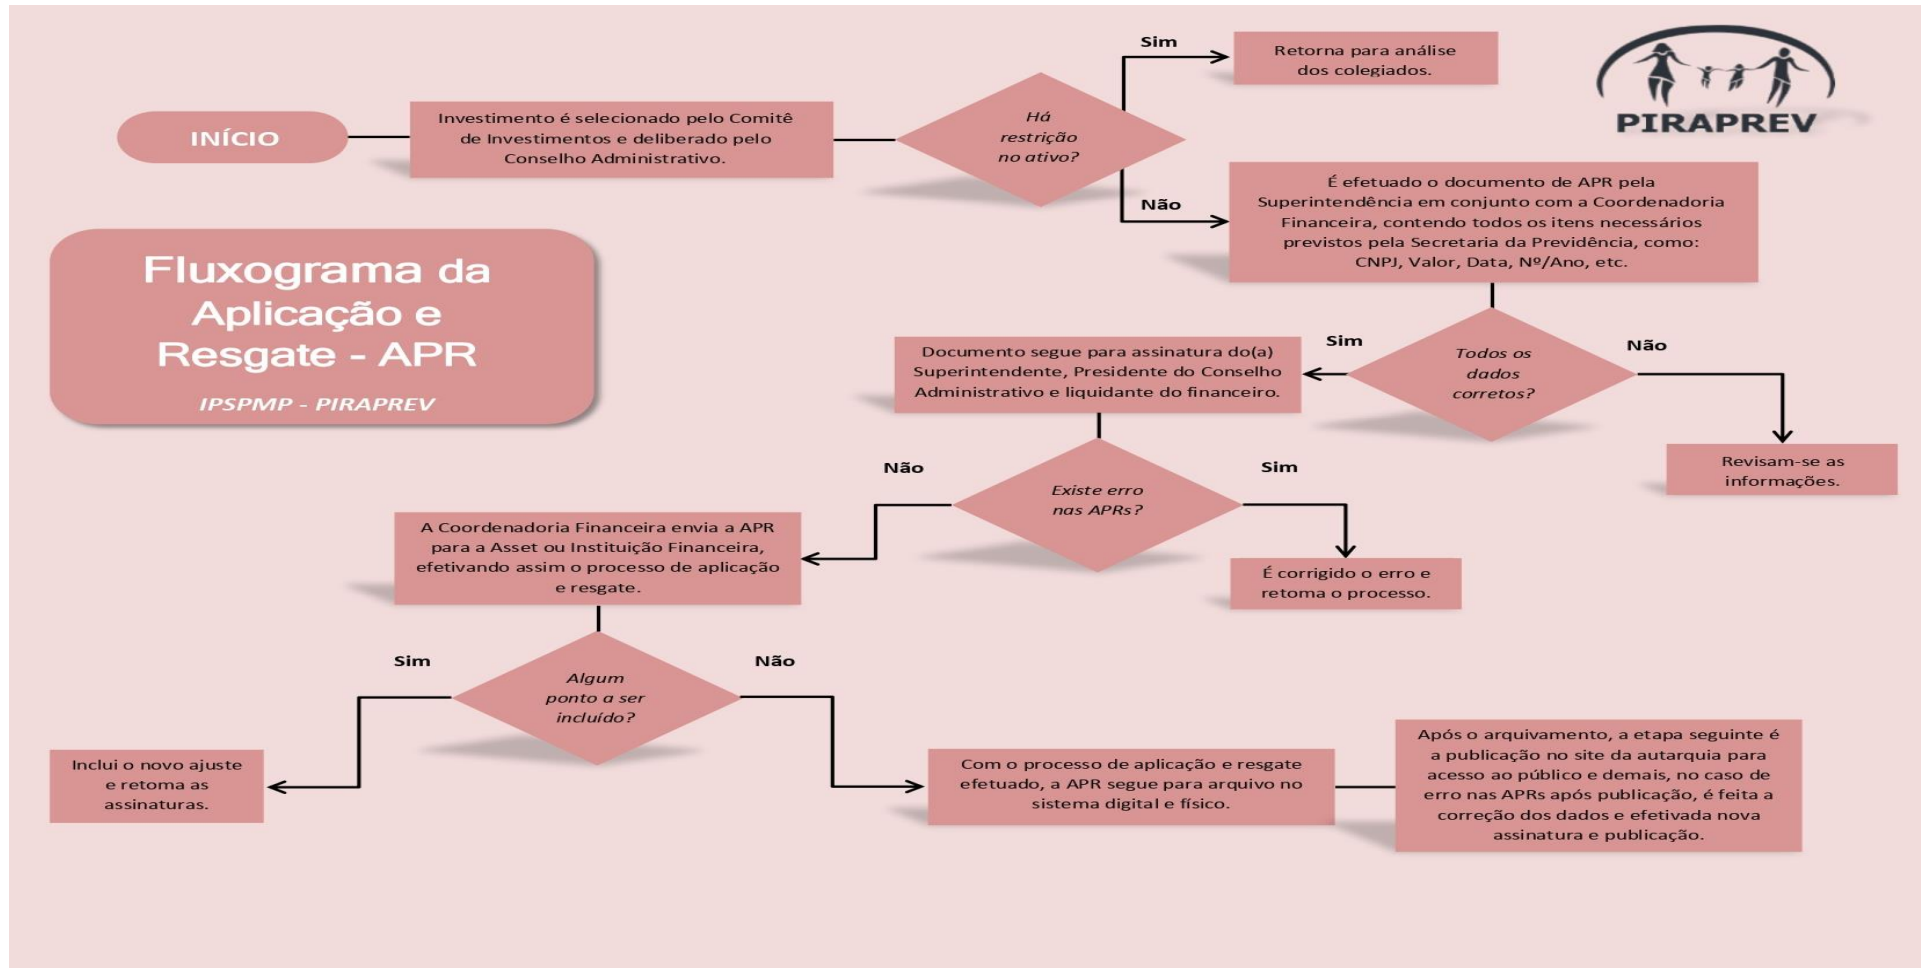 Sim
Retorna para análise
dos colegiados.
PIRAPREV
INÍCIO
Investimento é selecionado pelo Comitê
de Investimentos e deliberado pelo
Conselho Administrativo.
Há
restrição
no ativo?
Não
É efetuado o documento de APR pela
Superintendência em conjunto com a Coordenadoria
Financeira, contendo todos os itens necessários
previstos pela Secretaria da Previdência, como:
CNPJ, Valor, Data, Nº/Ano, etc.
Fluxograma da
Aplicação e
Resgate - APR
IPSPMP - PIRAPREV
Todos os
dados
corretos?
Sim
Não
Documento segue para assinatura do(a)
Superintendente, Presidente do Conselho
Administrativo e liquidante do financeiro.
Revisam-se as
informações.
Existe erro
nas APRs?
Não
Sim
A Coordenadoria Financeira envia a APR
para a Asset ou Instituição Financeira,
efetivando assim o processo de aplicação
e resgate.
É corrigido o erro e
retoma o processo.
Algum
ponto a ser
incluído?
Sim
Não
Inclui o novo ajuste
e retoma as
assinaturas.
Com o processo de aplicação e resgate
efetuado, a APR segue para arquivo no
sistema digital e físico.
Após o arquivamento, a etapa seguinte é
a publicação no site da autarquia para
acesso ao público e demais, no caso de
erro nas APRs após publicação, é feita a
correção dos dados e efetivada nova
assinatura e publicação.